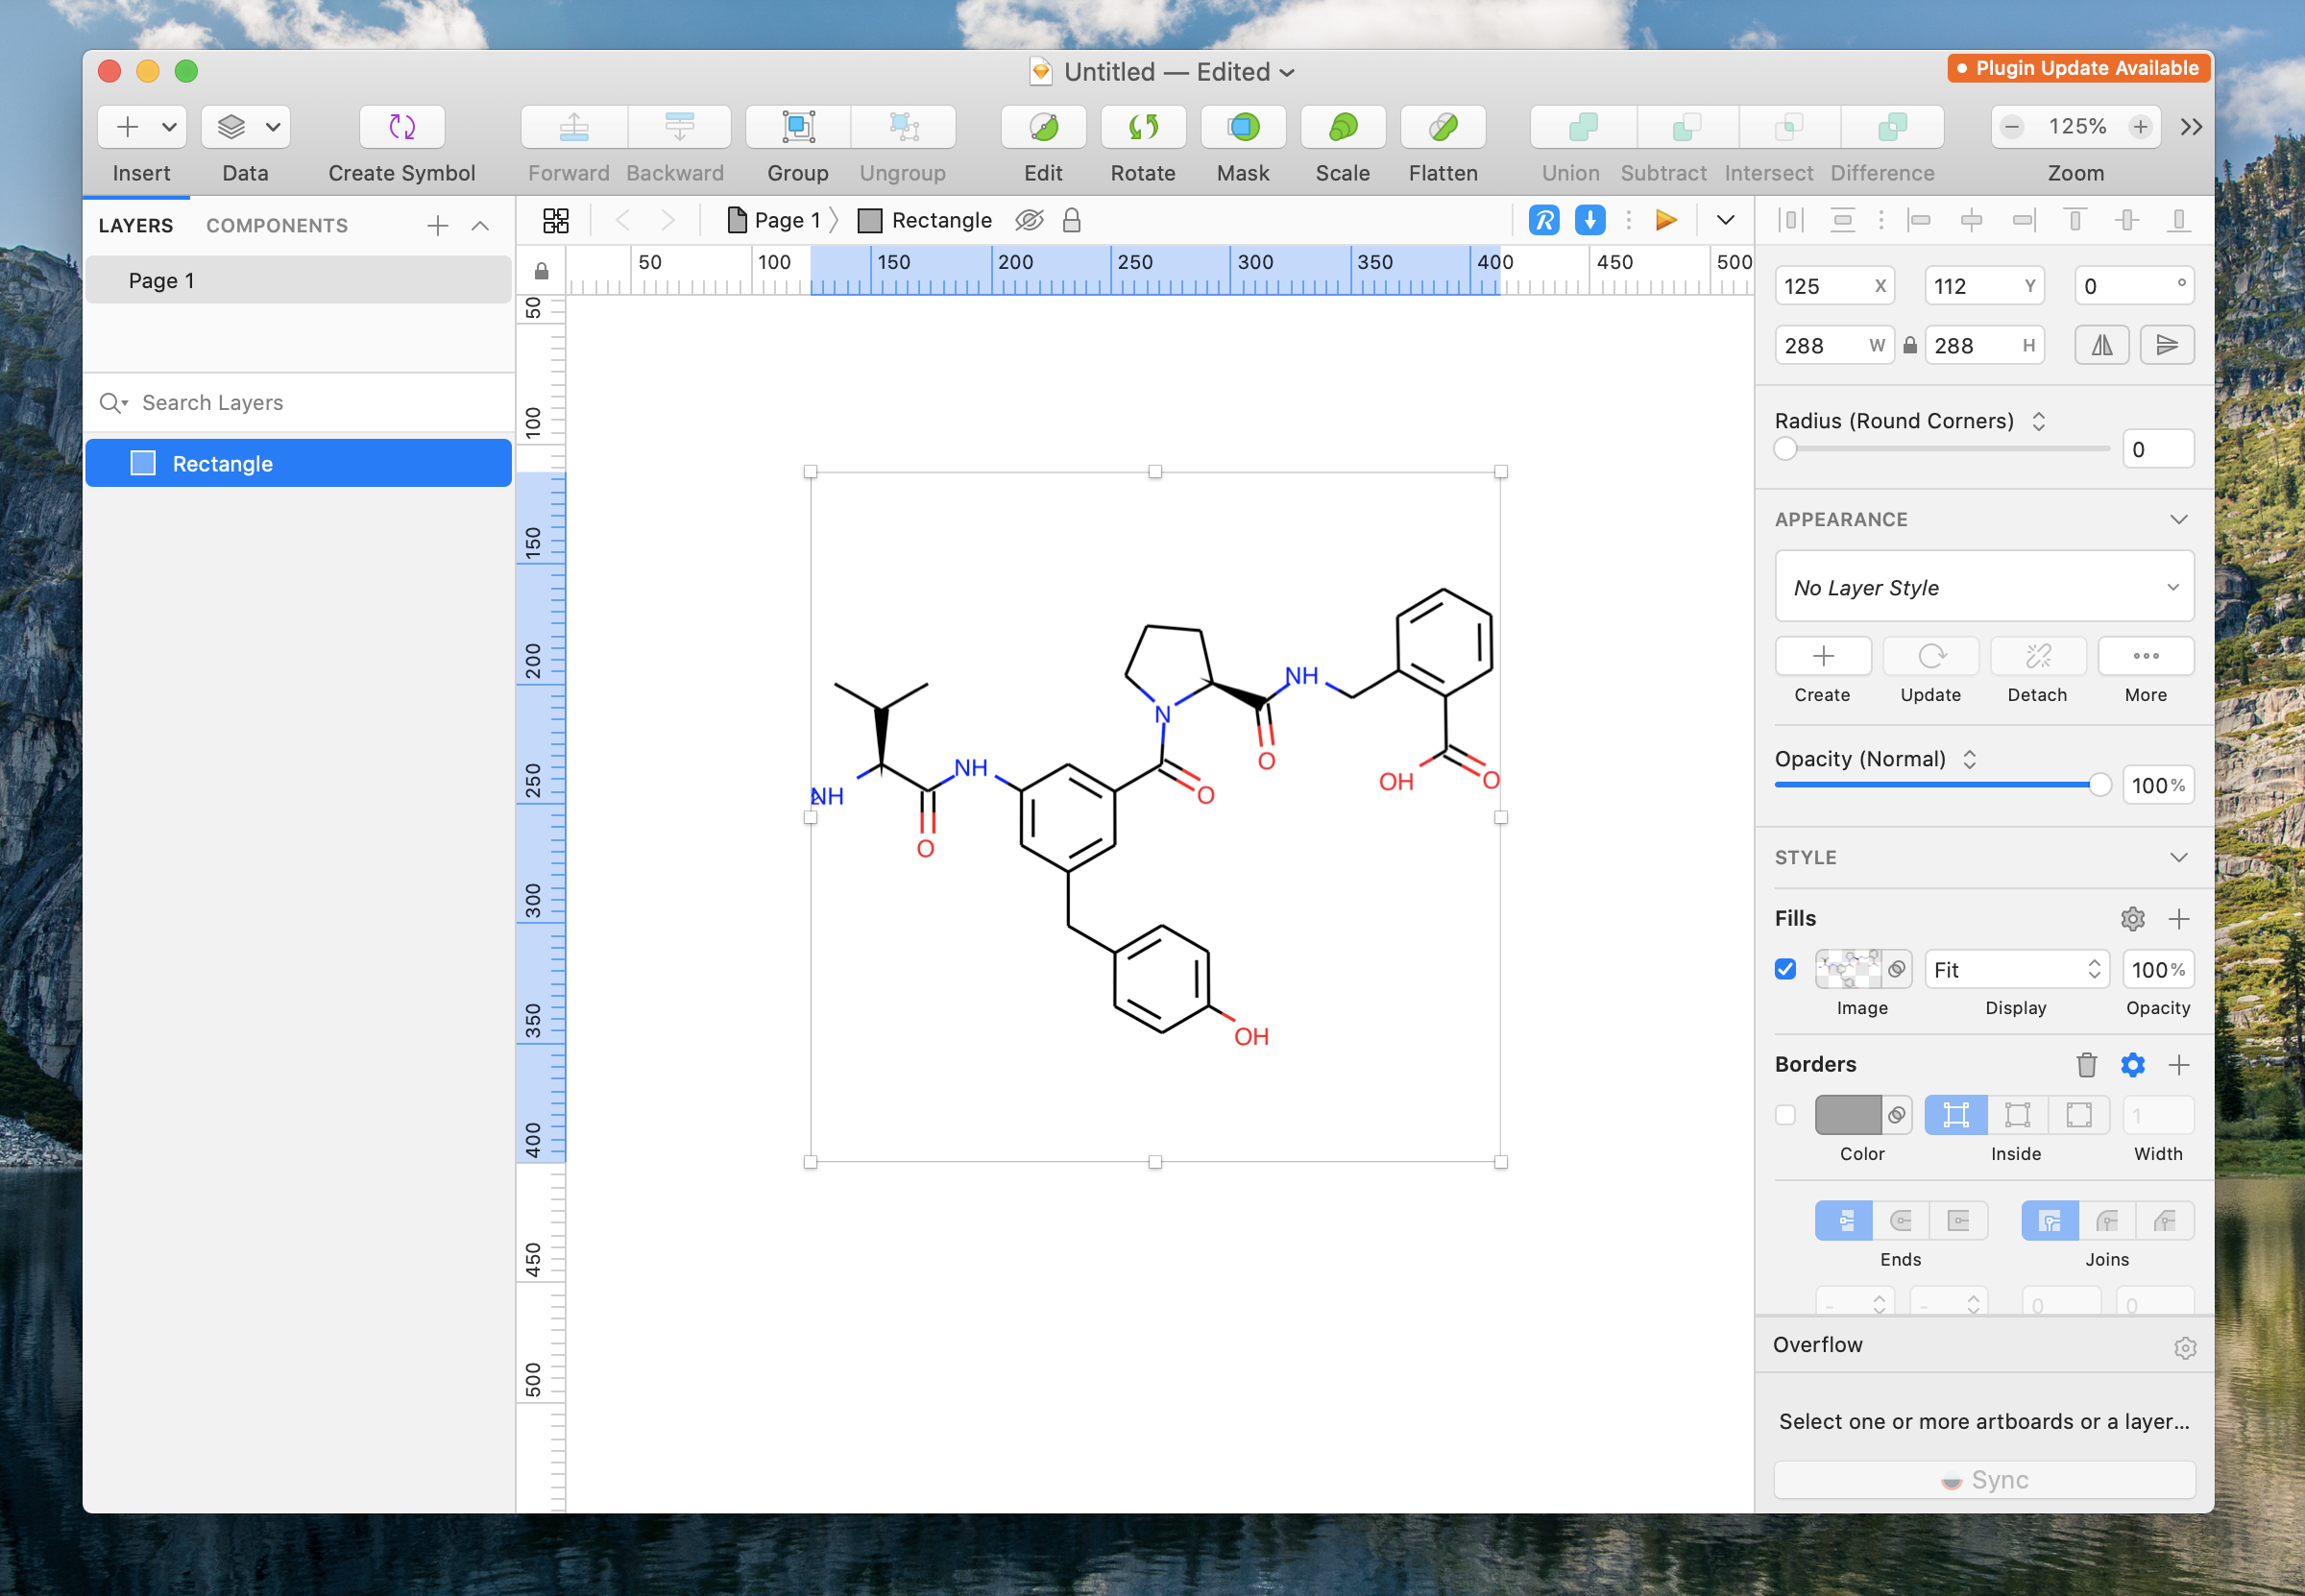 Untitled — Edited
Plugin Update Available
125%
Insert
Data
Create Symbol
Forward
Backward
Group
Ungroup
Edit
Rotate
Mask
Scale
Flatten
Union
Subtract
Intersect
Difference
Zoom
LAYERS
COMPONENTS
Page 1
Search Layers
Rectangle
Page 1
Rectangle
50
100
150
200
250
300
350
400
450
500
50
100
150
200
250
300
350
400
450
500
NH
O
NH
N
O
O
NH
OH
O
OH
125 X
112 Y
0 °
288 W
288 H
Radius (Round Corners)
0
APPEARANCE
No Layer Style
Create
Update
Detach
More
Opacity (Normal)
100%
STYLE
Fills
Fit
100%
Image
Display
Opacity
Borders
1
Color
Inside
Width
Ends
Joins
-
-
0
0
Overflow
Select one or more artboards or a layer...
Sync